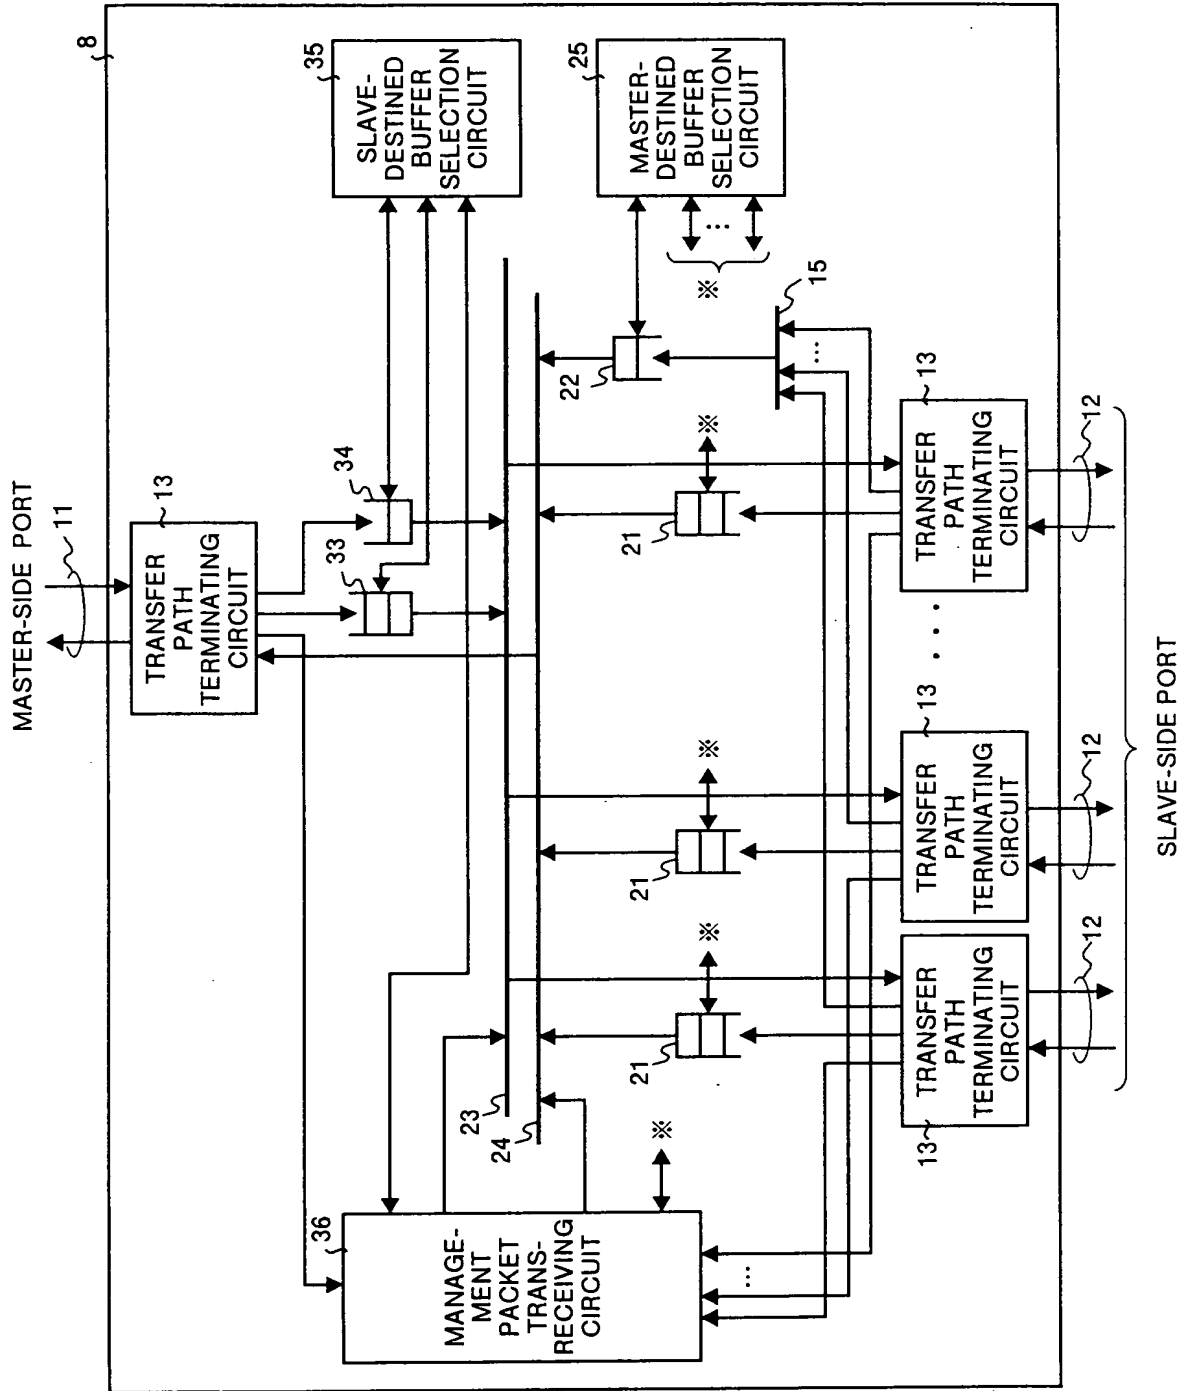 MASTER-SIDE PORT
11
8
13
TRANSFER
PATH
TERMINATING
CIRCUIT
33
34
35
SLAVE-
DESTINED
BUFFER
SELECTION
CIRCUIT
25
MASTER-
DESTINED
BUFFER
SELECTION
CIRCUIT
...
※
36
MANAGE-
MENT
PACKET
TRANS-
RECEIVING
CIRCUIT
※
...
23
24
21
※
21
※
21
※
22
15
...
13
TRANSFER
PATH
TERMINATING
CIRCUIT
12
13
TRANSFER
PATH
TERMINATING
CIRCUIT
12
....
13
TRANSFER
PATH
TERMINATING
CIRCUIT
12
SLAVE-SIDE PORT